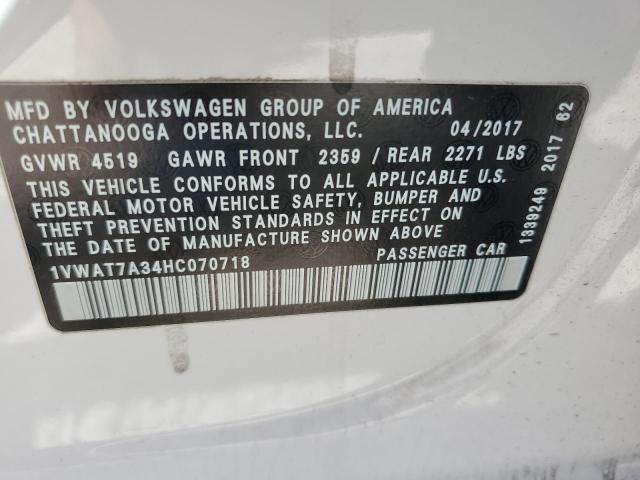 MFD BY VOLKSWAGEN GROUP OF AMERICA
CHATTANOOGA OPERATIONS, LLC. 04/2017
GVWR 4519 GAWR FRONT 2359 / REAR 2271 LBS
THIS VEHICLE CONFORMS TO ALL APPLICABLE U.S.
FEDERAL MOTOR VEHICLE SAFETY, BUMPER AND
THEFT PREVENTION STANDARDS IN EFFECT ON
THE DATE OF MANUFACTURE SHOWN ABOVE
1VWAT7A34HC070718 PASSENGER CAR
1339249 2017 62